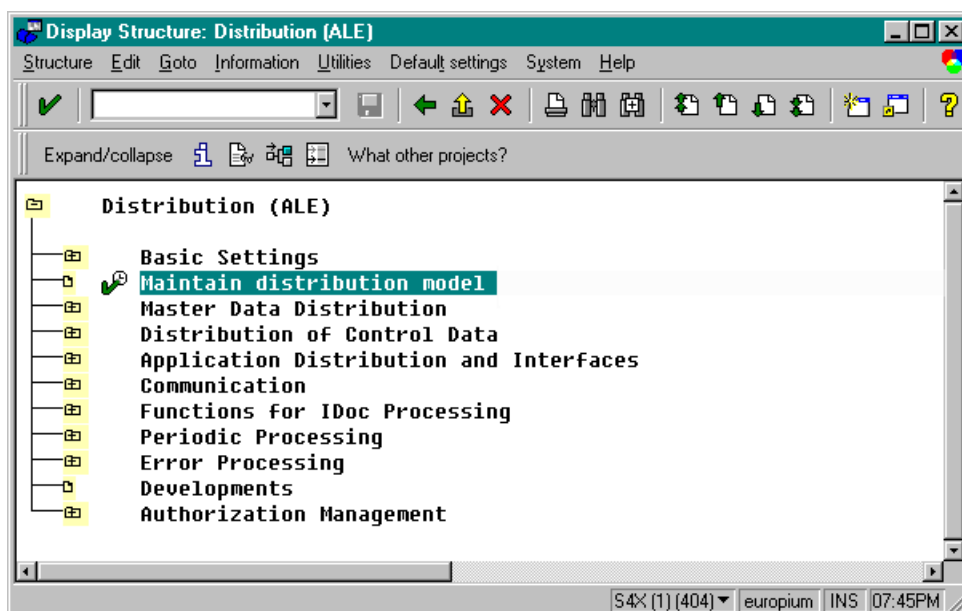 Display Structure: Distribution (ALE)
Structure Edit Goto Information Utilities Default settings System Help
Expand/collapse What other projects?
Distribution (ALE)
Basic Settings
Maintain distribution model
Master Data Distribution
Distribution of Control Data
Application Distribution and Interfaces
Communication
Functions for IDoc Processing
Periodic Processing
Error Processing
Developments
Authorization Management
S4X (1) (404) europium INS 07:45PM